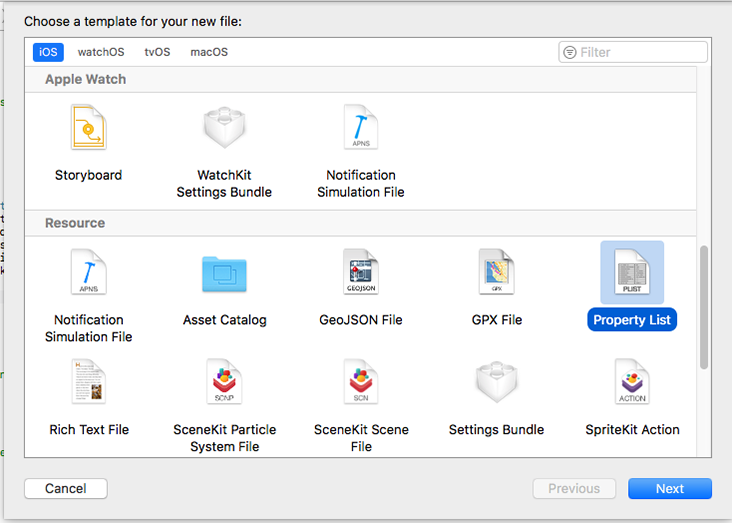 Choose a template for your new file:
iOS watchOS tvOS macOS Filter
Apple Watch
APNS
Storyboard WatchKit Notification
Settings Bundle Simulation File
Resource
APNS GEOJSON GPX PLIST
Notification Asset Catalog GeoJSON File GPX File Property List
Simulation File
SCNP SCN ACTION
Rich Text File SceneKit Particle SceneKit Scene Settings Bundle SpriteKit Action
System File File
Cancel Previous Next